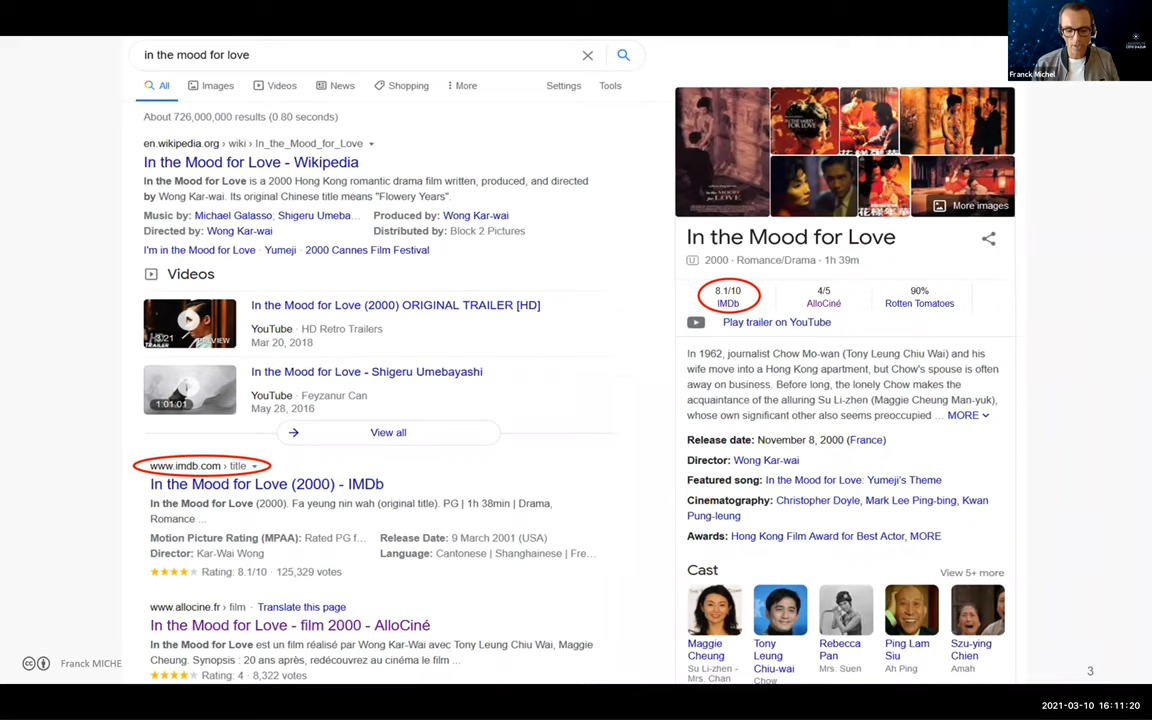 in the mood for love
All Images Videos News Shopping More Settings Tools
About 726,000,000 results (0.80 seconds)
en.wikipedia.org › wiki › In_the_Mood_for_Love
In the Mood for Love - Wikipedia
In the Mood for Love is a 2000 Hong Kong romantic drama film written, produced, and directed
by Wong Kar-wai. Its original Chinese title means "Flowery Years".
Music by: Michael Galasso, Shigeru Umeba... Produced by: Wong Kar-wai
Directed by: Wong Kar-wai Distributed by: Block 2 Pictures
I'm in the Mood for Love · Yumeji · 2000 Cannes Film Festival
Videos
In the Mood for Love (2000) ORIGINAL TRAILER [HD]
YouTube · HD Retro Trailers
Mar 20, 2018
3:21
TRAILER
PREVIEW
In the Mood for Love - Shigeru Umebayashi
YouTube · Feyzanur Can
May 28, 2016
1:01:01
View all
www.imdb.com › title
In the Mood for Love (2000) - IMDb
In the Mood for Love (2000). Fa yeung nin wah (original title). PG | 1h 38min | Drama,
Romance ...
Motion Picture Rating (MPAA): Rated PG f... Release Date: 9 March 2001 (USA)
Director: Kar-Wai Wong Language: Cantonese | Shanghainese | Fre...
Rating: 8.1/10 · 125,329 votes
www.allocine.fr › film · Translate this page
In the Mood for Love - film 2000 - AlloCiné
In the Mood for Love est un film réalisé par Wong Kar-Wai avec Tony Leung Chiu Wai, Maggie
Cheung. Synopsis : 20 ans après, redécouvrez au cinéma le film ...
Rating: 4 · 8,322 votes
More images
In the Mood for Love
U 2000 · Romance/Drama · 1h 39m
8.1/10 4/5 90%
IMDb AlloCiné Rotten Tomatoes
Play trailer on YouTube
In 1962, journalist Chow Mo-wan (Tony Leung Chiu Wai) and his
wife move into a Hong Kong apartment, but Chow's spouse is often
away on business. Before long, the lonely Chow makes the
acquaintance of the alluring Su Li-zhen (Maggie Cheung Man-yuk),
whose own significant other also seems preoccupied ... MORE
Release date: November 8, 2000 (France)
Director: Wong Kar-wai
Featured song: In the Mood for Love: Yumeji's Theme
Cinematography: Christopher Doyle, Mark Lee Ping-bing, Kwan
Pung-leung
Awards: Hong Kong Film Award for Best Actor, MORE
Cast View 5+ more
Maggie Cheung
Su Li-zhen - Mrs. Chan
Tony Leung Chiu-wai
Chow
Rebecca Pan
Mrs. Suen
Ping Lam Siu
Ah Ping
Szu-ying Chien
Amah
Franck Michel
cc Franck MICHE
3
2021-03-10 16:11:20